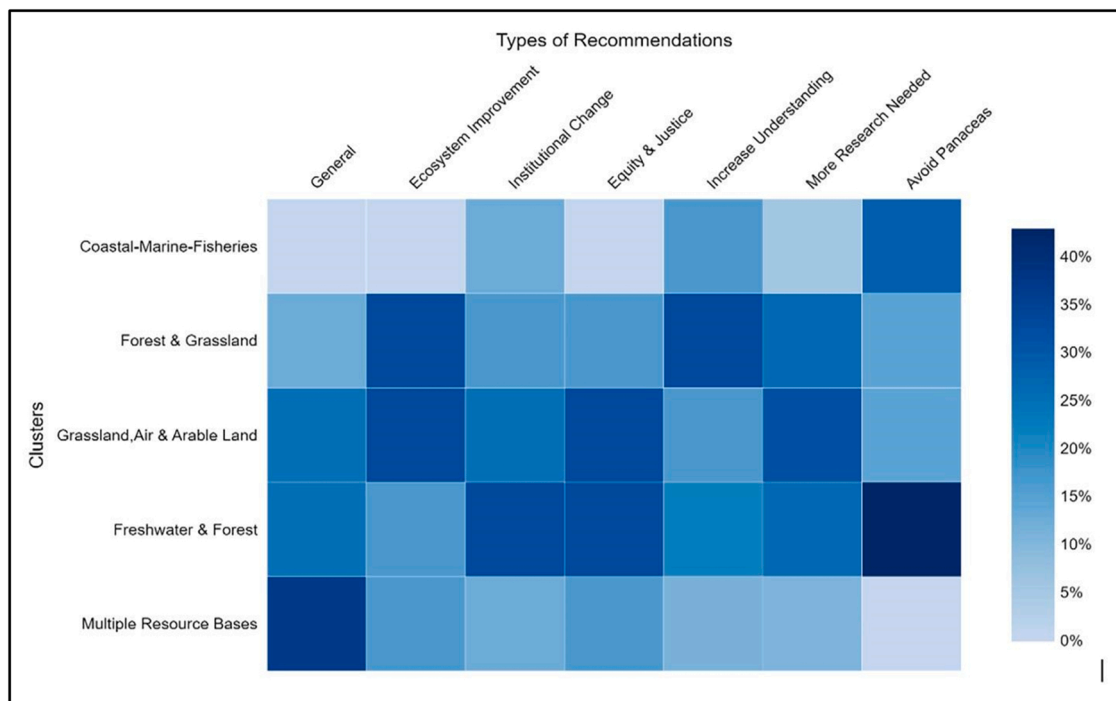 Types of Recommendations
General
Ecosystem Improvement
Institutional Change
Equity & Justice
Increase Understanding
More Research Needed
Avoid Panaceas
Clusters
Coastal-Marine-Fisheries
Forest & Grassland
Grassland,Air & Arable Land
Freshwater & Forest
Multiple Resource Bases
40%
35%
30%
25%
20%
15%
10%
5%
0%